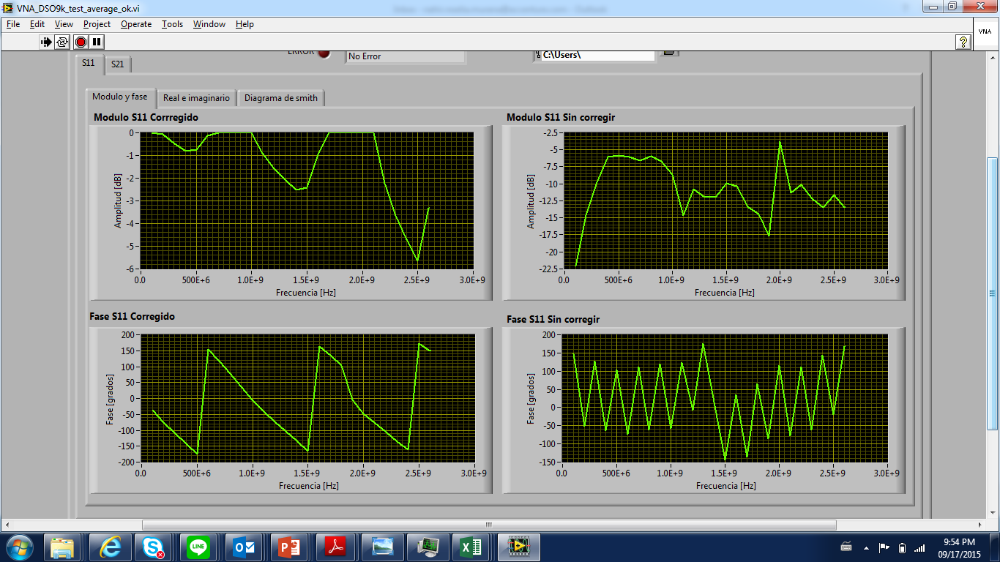 VNA_DSO9k_test_average_ok.vi
File Edit View Project Operate Tools Window Help
VNA
ERROR
No Error
C:\Users\
S11 S21
Modulo y fase Real e imaginario Diagrama de smith
Modulo S11 Corrregido
0
-1
-2
-3
-4
-5
-6
Amplitud [dB]
0.0 500E+6 1.0E+9 1.5E+9 2.0E+9 2.5E+9 3.0E+9
Frecuencia [Hz]
Modulo S11 Sin corregir
-2.5
-5
-7.5
-10
-12.5
-15
-17.5
-20
-22.5
Amplitud [dB]
0.0 500E+6 1.0E+9 1.5E+9 2.0E+9 2.5E+9 3.0E+9
Frecuencia [Hz]
Fase S11 Corregido
200
150
100
50
0
-50
-100
-150
-200
Fase [grados]
0.0 500E+6 1.0E+9 1.5E+9 2.0E+9 2.5E+9 3.0E+9
Frecuencia [Hz]
Fase S11 Sin corregir
200
150
100
50
0
-50
-100
-150
Fase [grados]
0.0 500E+6 1.0E+9 1.5E+9 2.0E+9 2.5E+9 3.0E+9
Frecuencia [Hz]
LINE
9:54 PM
09/17/2015